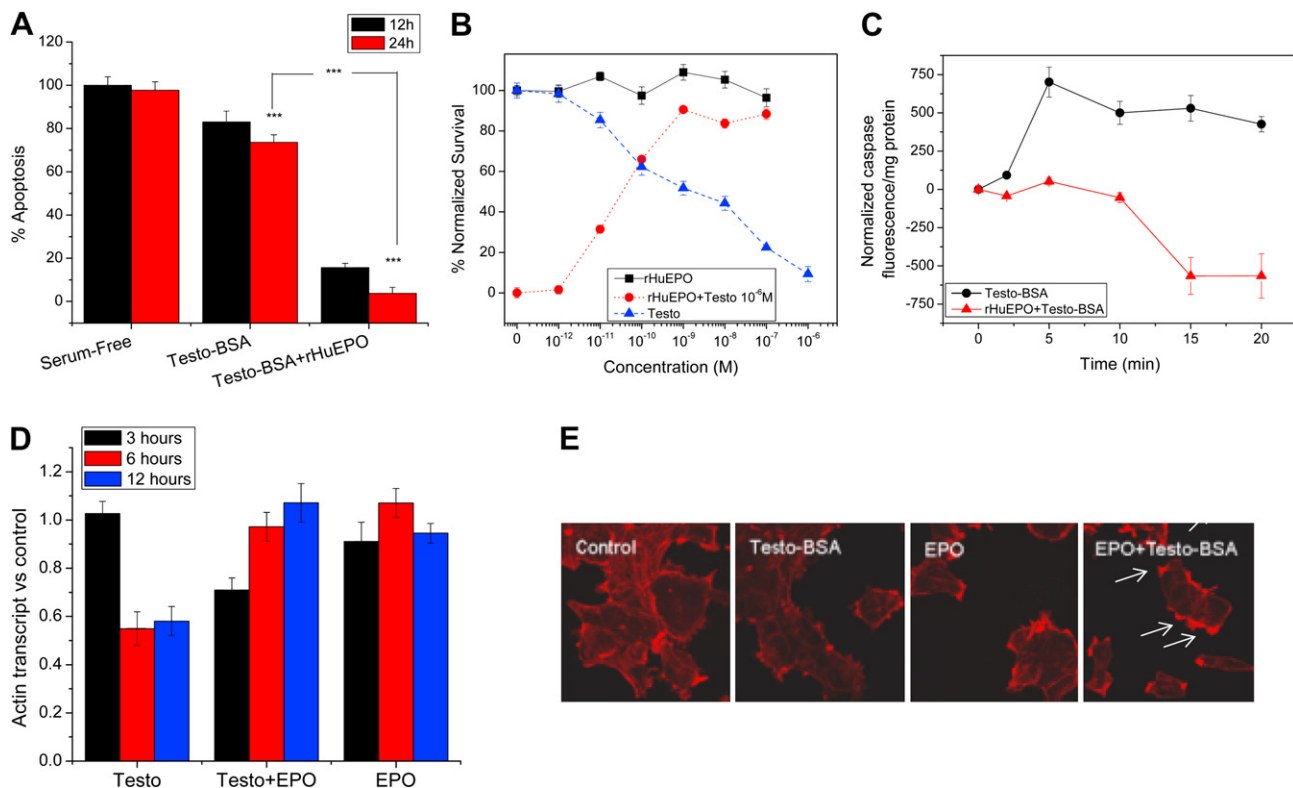 A
12h
24h
% Apoptosis
120
100
80
60
40
20
0
***
***
***
Serum-Free
Testo-BSA
Testo-BSA+rHuEPO
B
% Normalized Survival
100
80
60
40
20
0
rHuEPO
rHuEPO+Testo 10⁻⁶M
Testo
0 10⁻¹² 10⁻¹¹ 10⁻¹⁰ 10⁻⁹ 10⁻⁸ 10⁻⁷ 10⁻⁶
Concentration (M)
C
Normalized caspase
fluorescence/mg protein
750
500
250
0
-250
-500
-750
Testo-BSA
rHuEPO+Testo-BSA
0 5 10 15 20
Time (min)
D
3 hours
6 hours
12 hours
Actin transcript vs control
1.2
1.0
0.8
0.6
0.4
0.2
0.0
Testo Testo+EPO EPO
E
Control
Testo-BSA
EPO
EPO+Testo-BSA